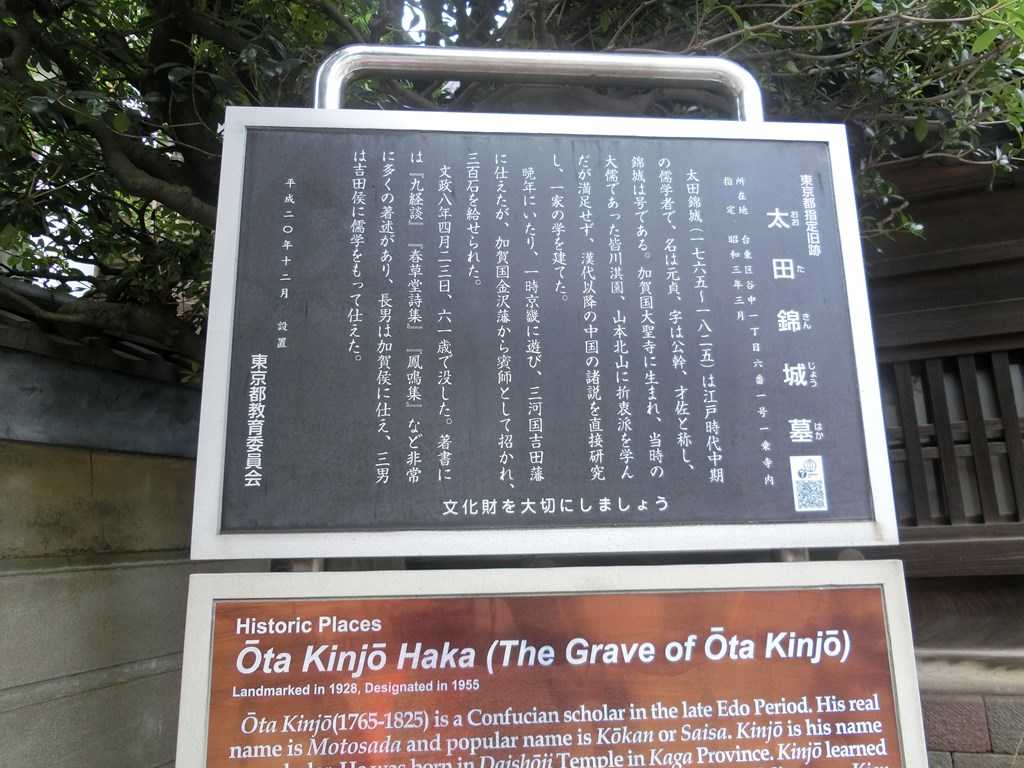 東京都指定旧跡
太田錦城墓
おおたきんじょうはか
所在地 台東区谷中一丁目六番一号一乗寺内
指定 昭和三年三月
太田錦城(一七六五〜一八二五)は江戸時代中期
の儒学者で、名は元貞、字は公幹、才佐と称し、
錦城は号である。加賀国大聖寺に生まれ、当時の
大儒であった皆川淇園、山本北山に折衷派を学ん
だが満足せず、漢代以降の中国の諸説を直接研究
し、一家の学を建てた。
晩年にいたり、一時京畿に遊び、三河国吉田藩
に仕えたが、加賀国金沢藩から賓師として招かれ、
三百石を給せられた。
文政八年四月二三日、六一歳で没した。著書に
は『九経談』『春草堂詩集』『鳳鳴集』など非常
に多くの著述があり、長男は加賀侯に仕え、三男
は吉田侯に儒学をもって仕えた。
平成二〇年十二月 設置
東京都教育委員会
文化財を大切にしましょう
Historic Places
Ōta Kinjō Haka (The Grave of Ōta Kinjō)
Landmarked in 1928, Designated in 1955
Ōta Kinjō(1765-1825) is a Confucian scholar in the late Edo Period. His real
name is Motosada and popular name is Kōkan or Saisa. Kinjō is his name
He was born in Daishōji Temple in Kaga Province. Kinjō learned